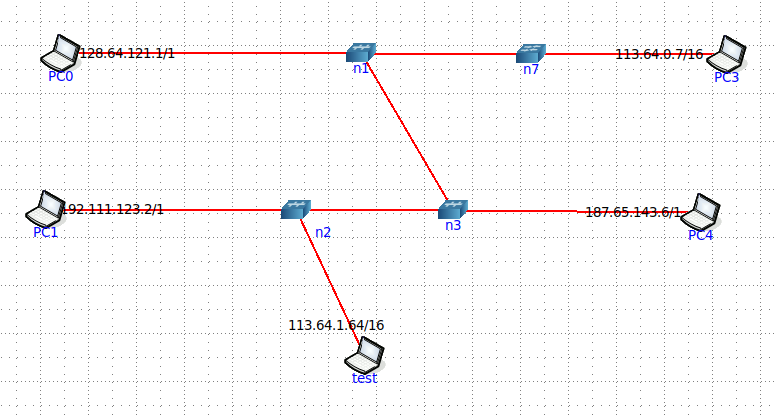 128.64.121.1/1
113.64.0.7/16
PC0
n1
n7
PC3
92.111.123.2/1
187.65.143.6/1
PC1
n2
n3
PC4
113.64.1.64/16
test